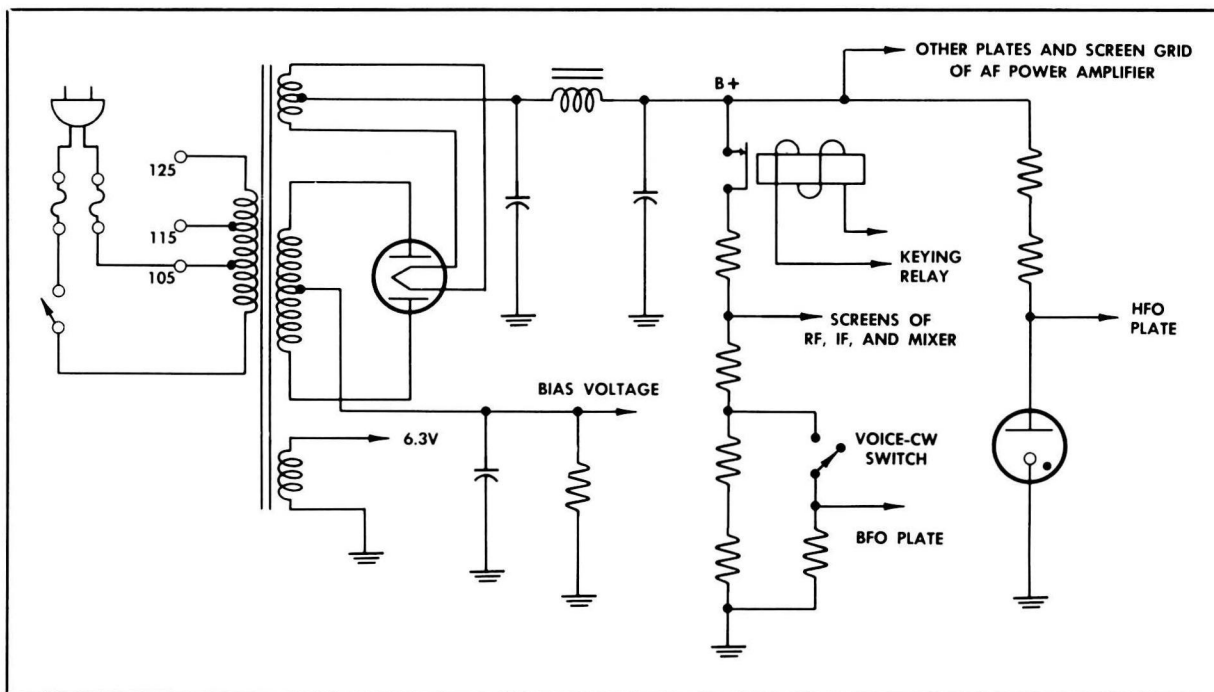 OTHER PLATES AND SCREEN GRID
OF AF POWER AMPLIFIER
B+
125
115
105
KEYING
RELAY
SCREENS OF
RF, IF, AND MIXER
HFO
PLATE
BIAS VOLTAGE
6.3V
VOICE-CW
SWITCH
BFO PLATE